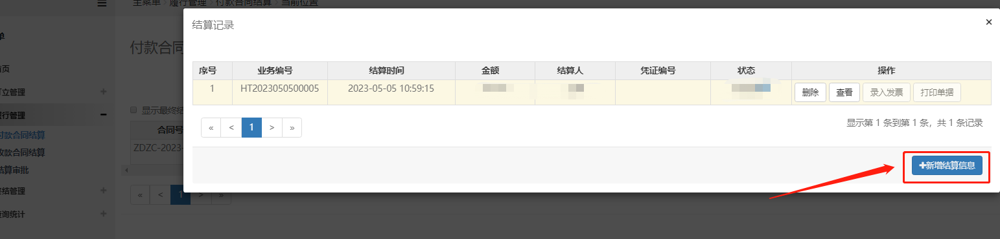 主菜单 > 履行管理 > 付款合同结算 > 当前位置
结算记录
×
付款合同
序号 业务编号 结算时间 金额 结算人 凭证编号 状态 操作
1 HT2023050500005 2023-05-05 10:59:15 删除 查看 录入发票 打印单据
« < 1 > »
显示第 1 条到第 1 条，共 1 条记录
+新增结算信息
单
首页
订立管理 +
履行管理 −
付款合同结算
收款合同结算
结算审批
终结管理 +
查询统计 +
显示最终结
合同号
ZDZC-2023-
« < 1 > »